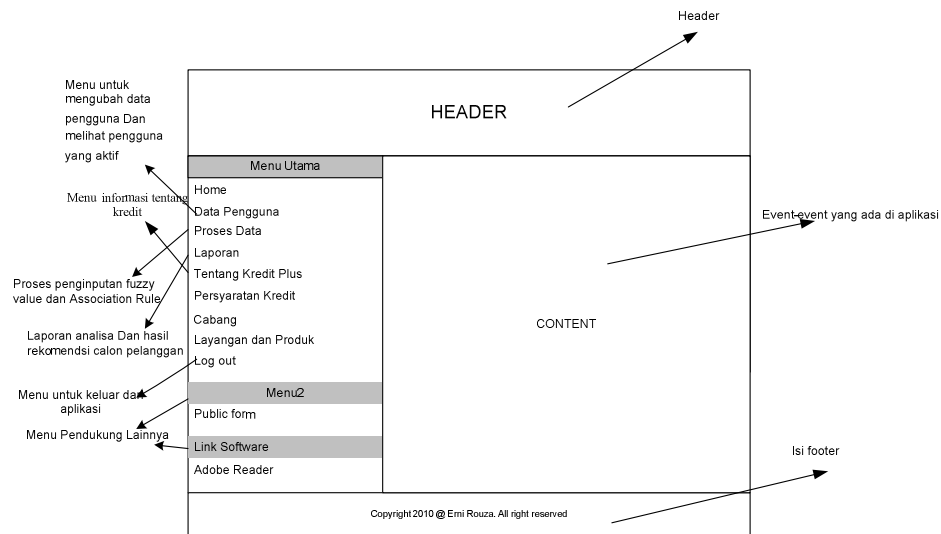 Header
Menu untuk
mengubah data
pengguna Dan
melihat pengguna
yang aktif
HEADER
Menu Utama
Home
Menu informasi tentang
kredit
Data Pengguna
Event-event yang ada di aplikasi
Proses Data
Laporan
Tentang Kredit Plus
Proses penginputan fuzzy
value dan Association Rule
Persyaratan Kredit
Cabang
CONTENT
Laporan analisa Dan hasil
rekomendsi calon pelanggan
Layangan dan Produk
Log out
Menu untuk keluar dari
aplikasi
Menu2
Public form
Menu Pendukung Lainnya
Link Software
Isi footer
Adobe Reader
Copyright 2010 @ Erni Rouza. All right reserved